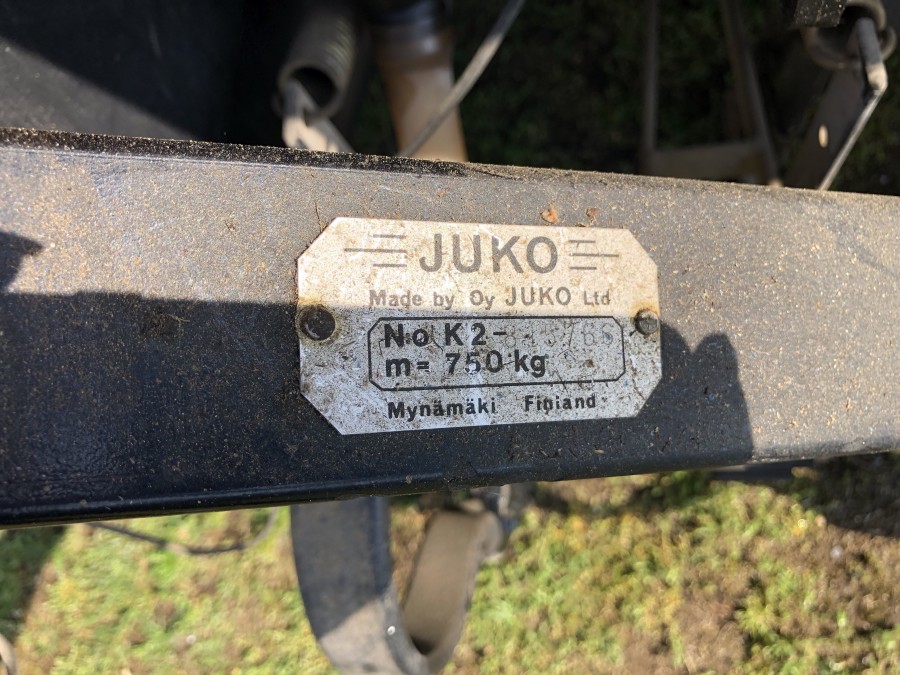 JUKO
Made by Oy JUKO Ltd
No K2-
m= 750 kg
Mynämäki Finland